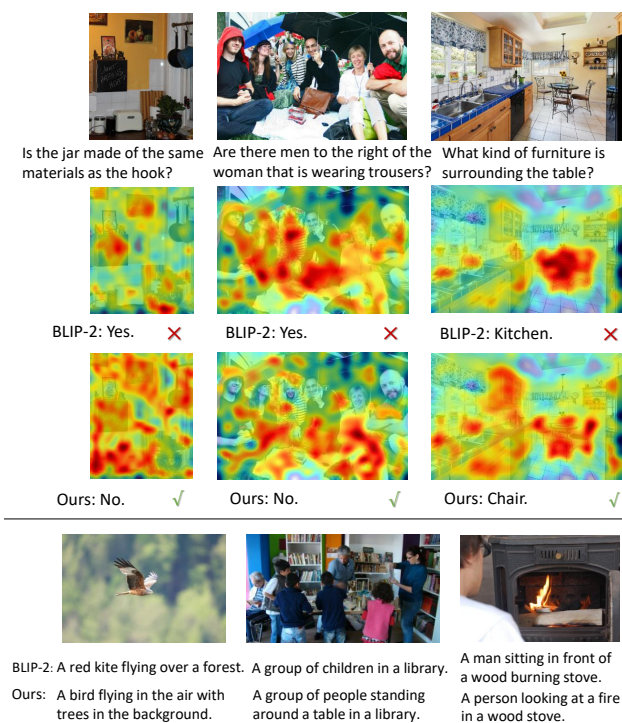 Is the jar made of the same
materials as the hook?
Are there men to the right of the
woman that is wearing trousers?
What kind of furniture is
surrounding the table?
BLIP-2: Yes. ×
BLIP-2: Yes. ×
BLIP-2: Kitchen. ×
Ours: No. √
Ours: No. √
Ours: Chair. √
BLIP-2: A red kite flying over a forest.
A group of children in a library.
A man sitting in front of
a wood burning stove.
Ours: A bird flying in the air with
trees in the background.
A group of people standing
around a table in a library.
A person looking at a fire
in a wood stove.